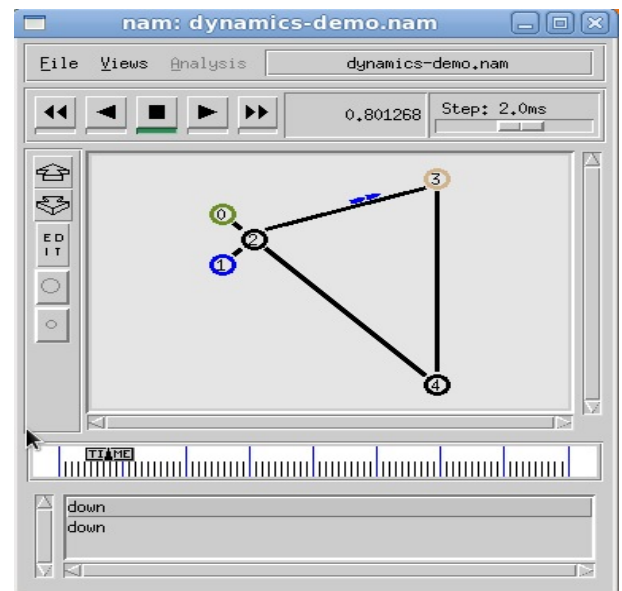 nam: dynamics-demo.nam
File Views Analysis dynamics-demo.nam
0.801268 Step: 2.0ms
3
0
2
ED
IT
1
4
TIME
down
down